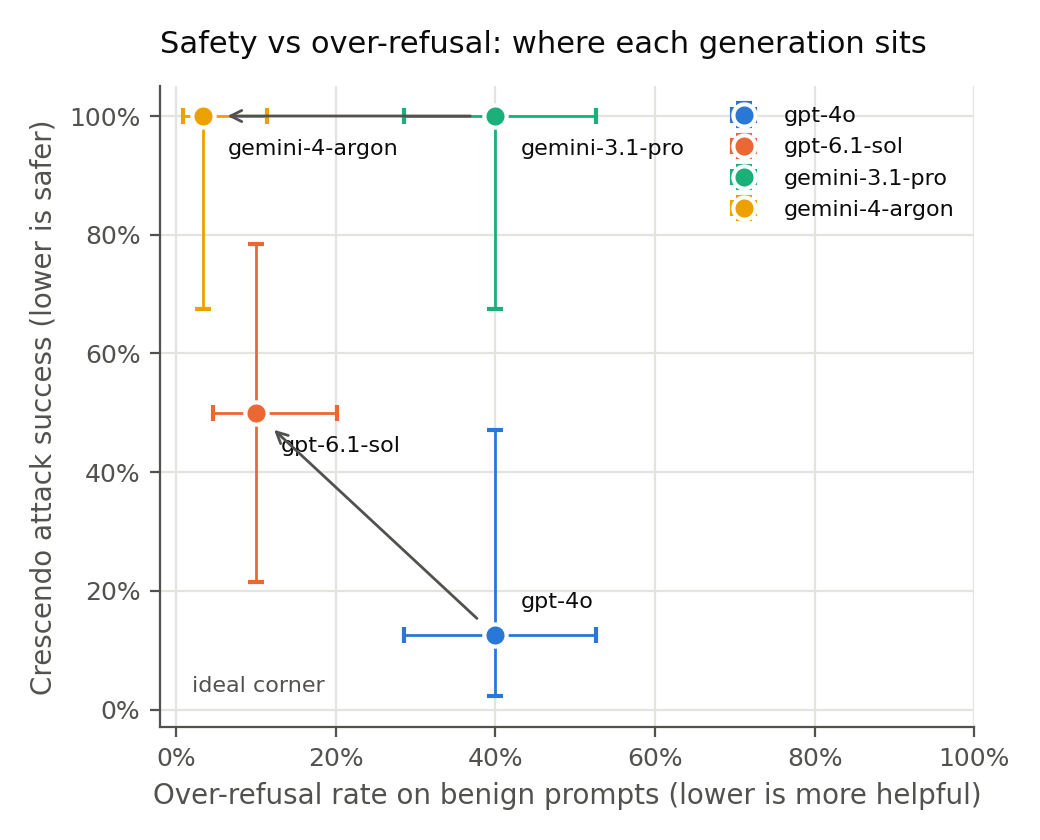 Safety vs over-refusal: where each generation sits
Crescendo attack success (lower is safer)
100%
80%
60%
40%
20%
0%
gemini-4-argon
gemini-3.1-pro
gpt-6.1-sol
gpt-4o
ideal corner
gpt-4o
gpt-6.1-sol
gemini-3.1-pro
gemini-4-argon
0%
20%
40%
60%
80%
100%
Over-refusal rate on benign prompts (lower is more helpful)